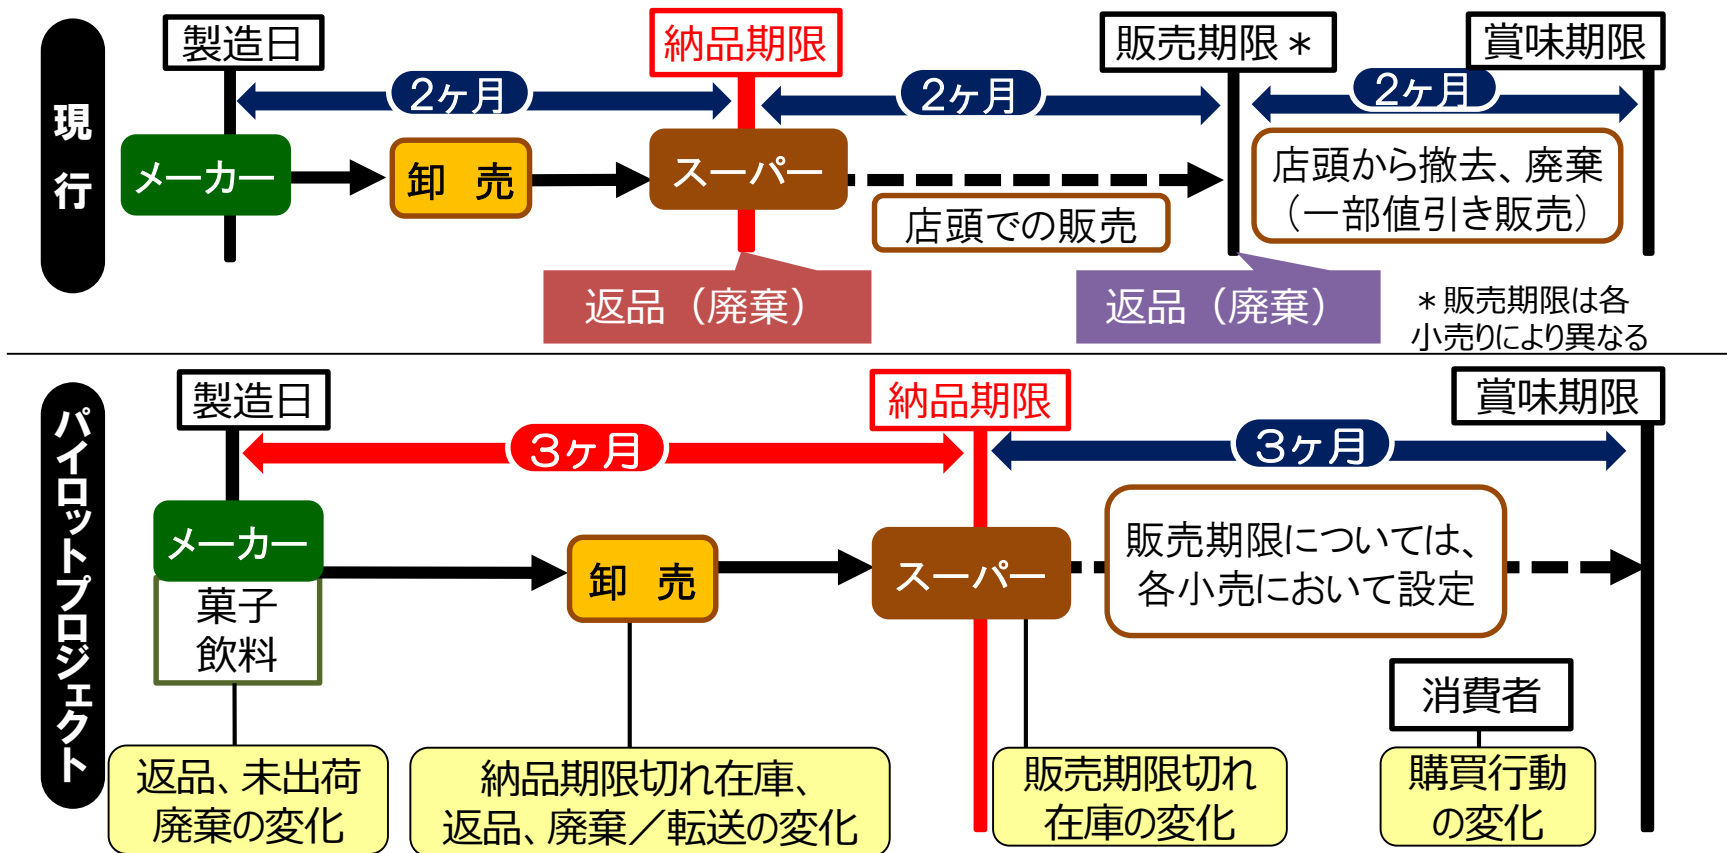 現行
製造日
納品期限
販売期限＊
賞味期限
2ヶ月
2ヶ月
2ヶ月
メーカー
卸 売
スーパー
店頭での販売
店頭から撤去、廃棄
（一部値引き販売）
返品（廃棄）
返品（廃棄）
＊販売期限は各
小売りにより異なる
パイロットプロジェクト
製造日
納品期限
賞味期限
3ヶ月
3ヶ月
メーカー
菓子
飲料
卸 売
スーパー
販売期限については、
各小売において設定
消費者
返品、未出荷
廃棄の変化
納品期限切れ在庫、
返品、廃棄／転送の変化
販売期限切れ
在庫の変化
購買行動
の変化